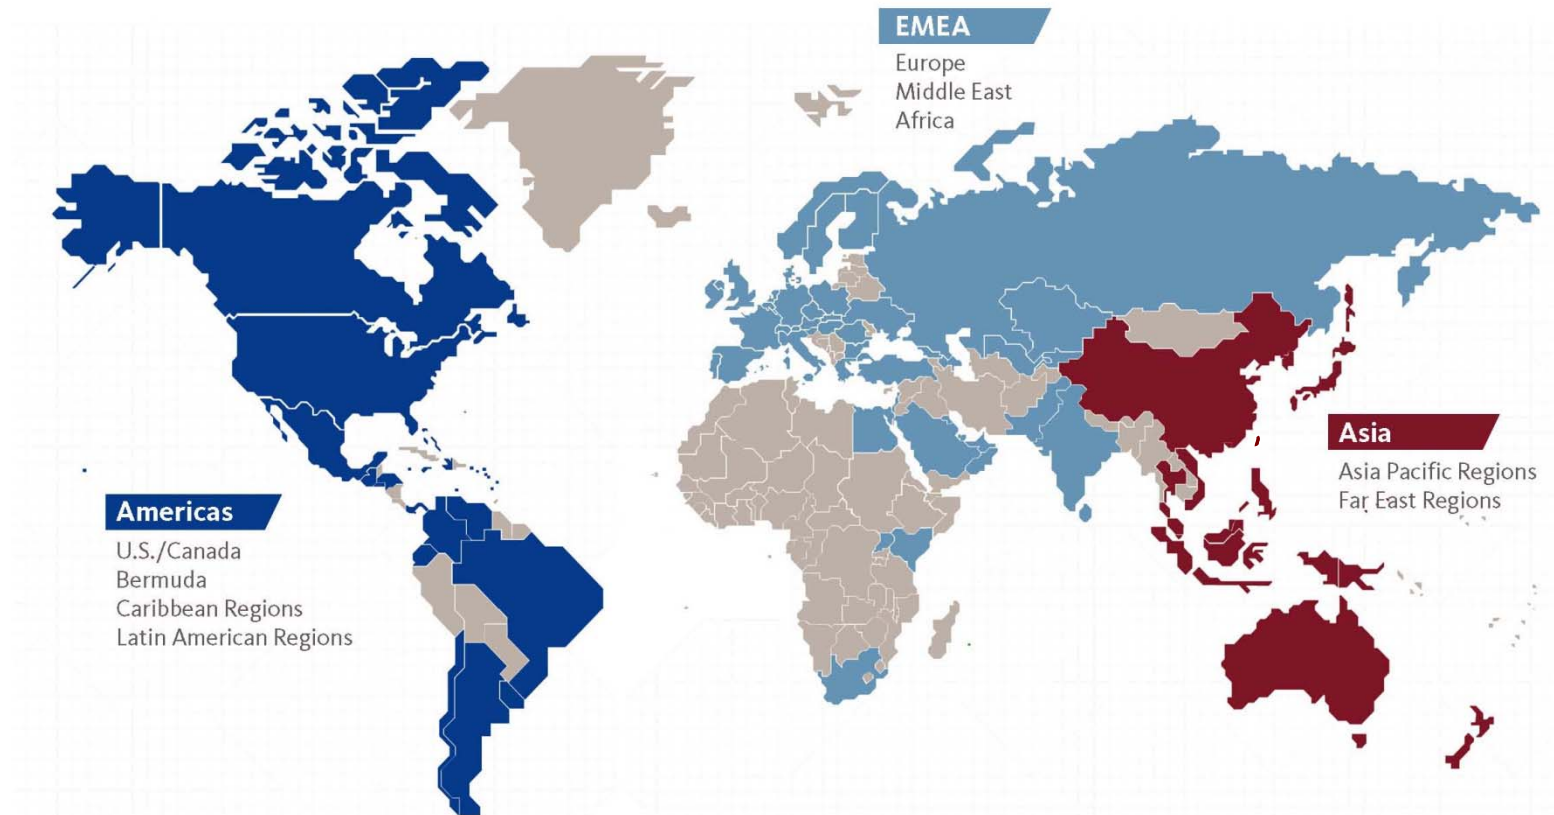 EMEA
Europe
Middle East
Africa
Asia
Asia Pacific Regions
Far East Regions
Americas
U.S./Canada
Bermuda
Caribbean Regions
Latin American Regions